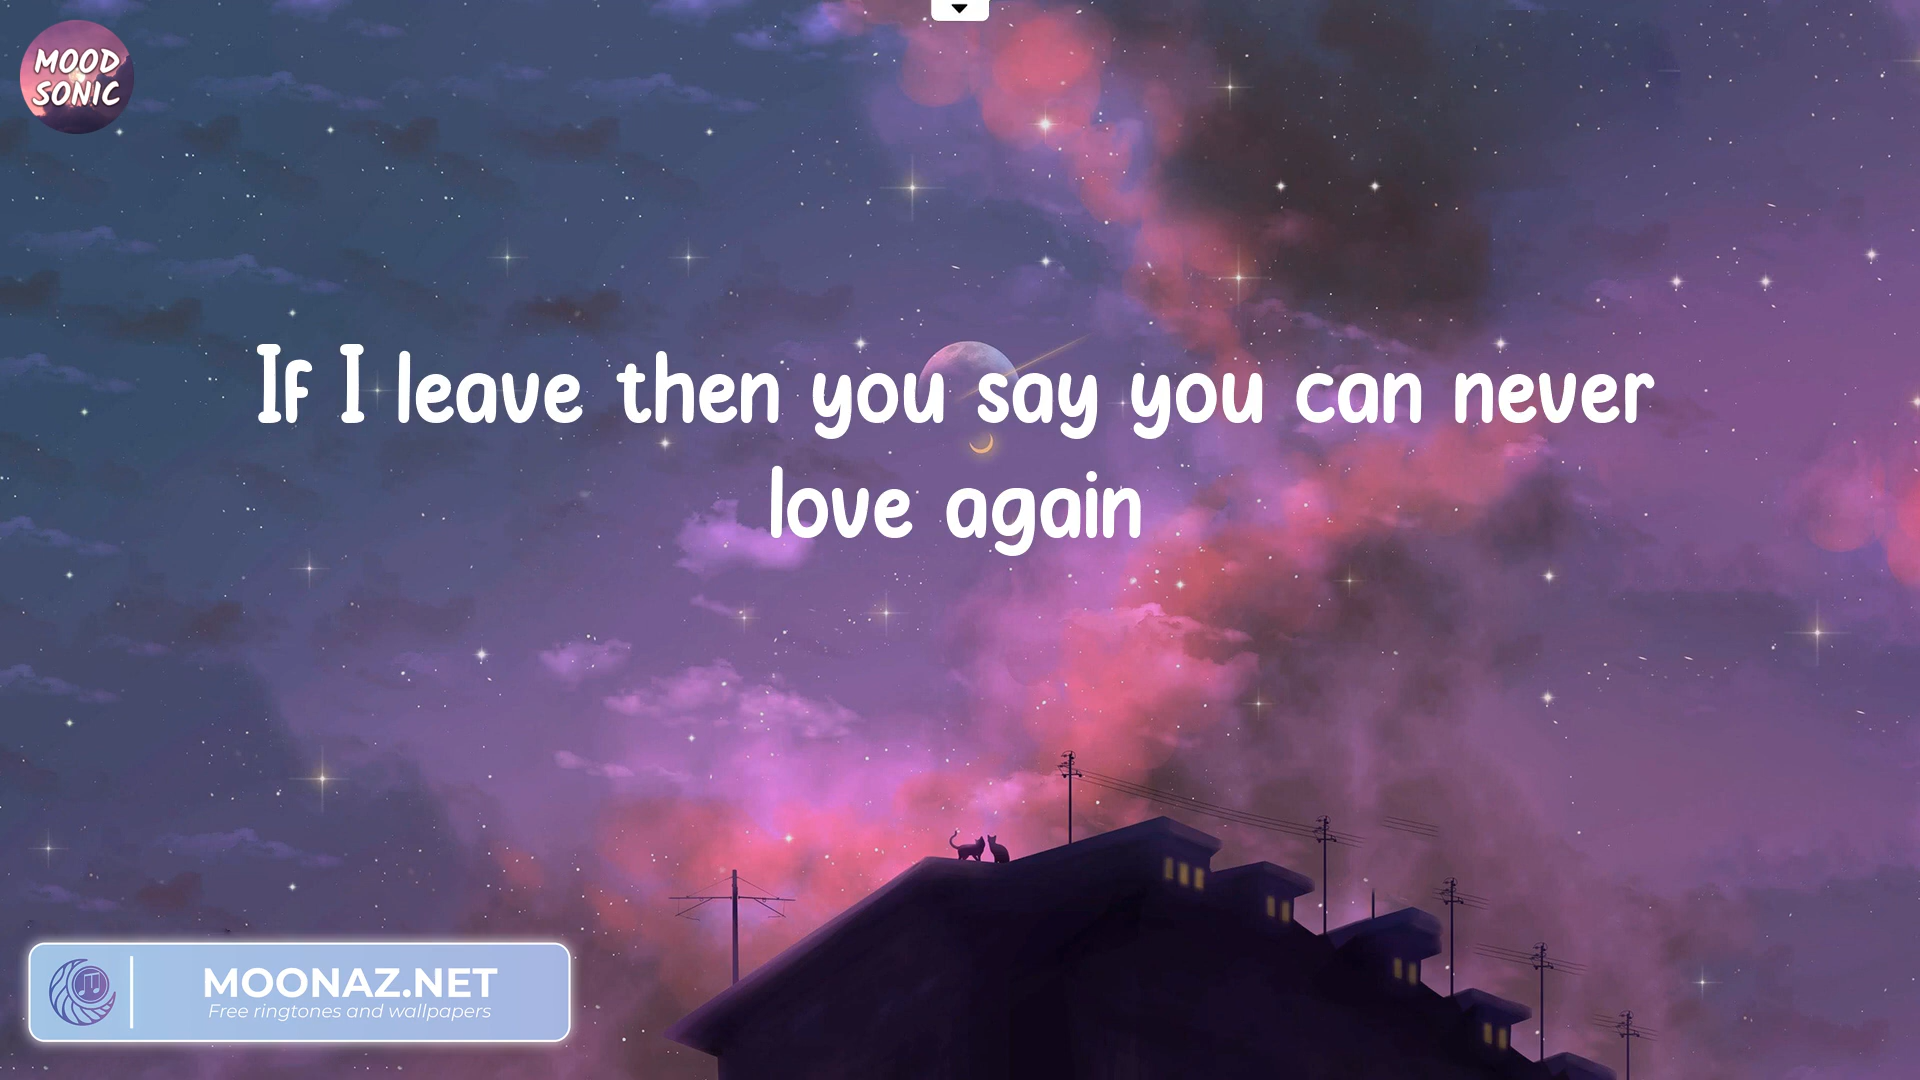 MOOD
SONIC
If I leave then you say you can never
love again
MOONAZ.NET
Free ringtones and wallpapers